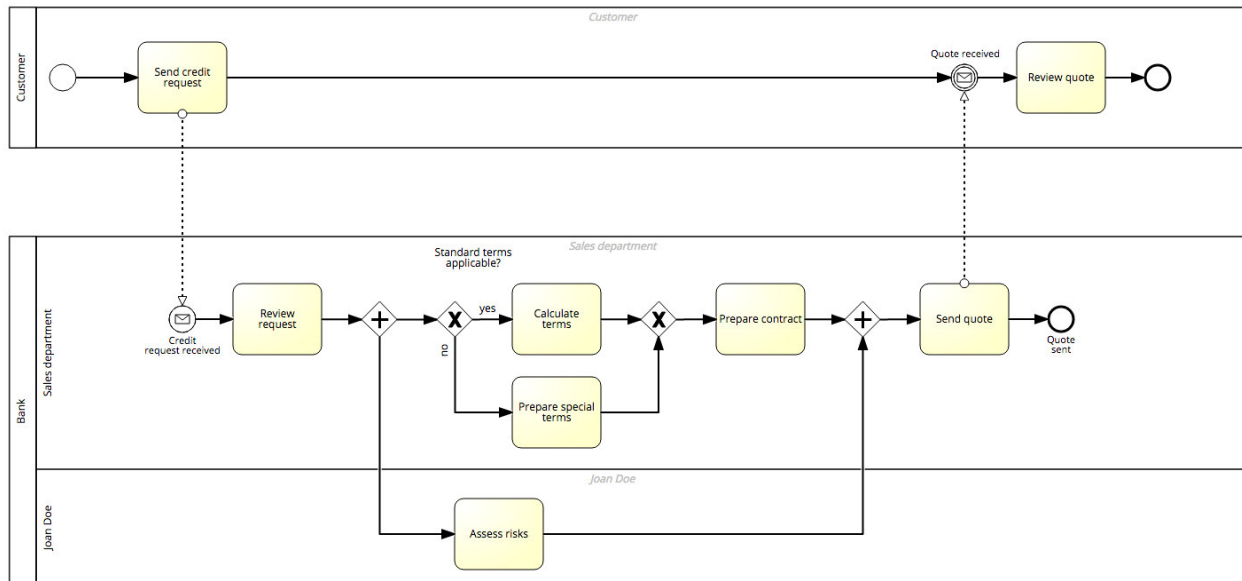 Customer
Customer
Send credit
request
Quote received
Review quote
Bank
Sales department
Sales department
Standard terms
applicable?
Credit
request received
Review
request
yes
no
Calculate
terms
Prepare special
terms
Prepare contract
Send quote
Quote
sent
Joan Doe
Joan Doe
Assess risks